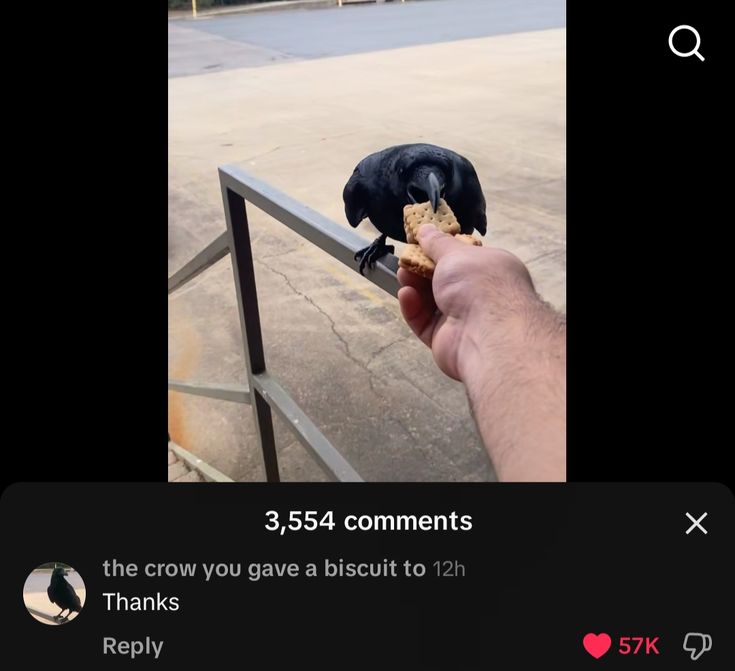 3,554 comments
the crow you gave a biscuit to 12h
Thanks
Reply
57K